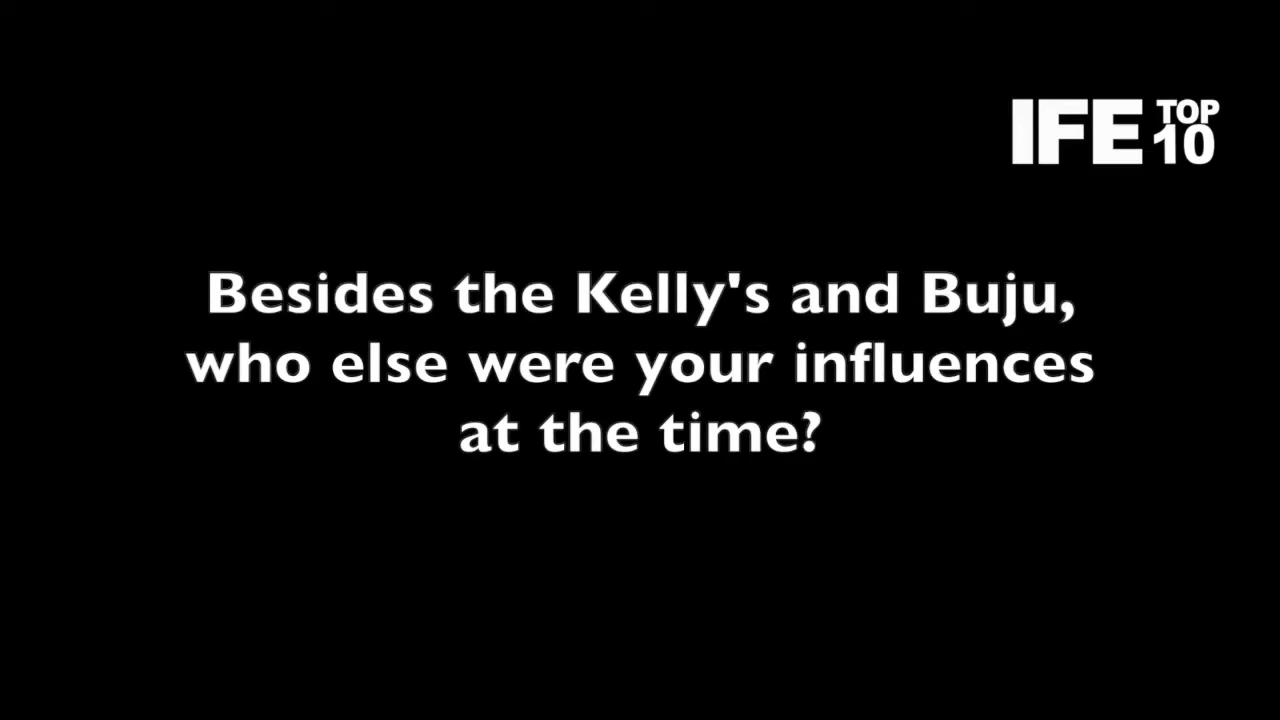 IFE TOP 10
Besides the Kelly's and Buju,
who else were your influences
at the time?